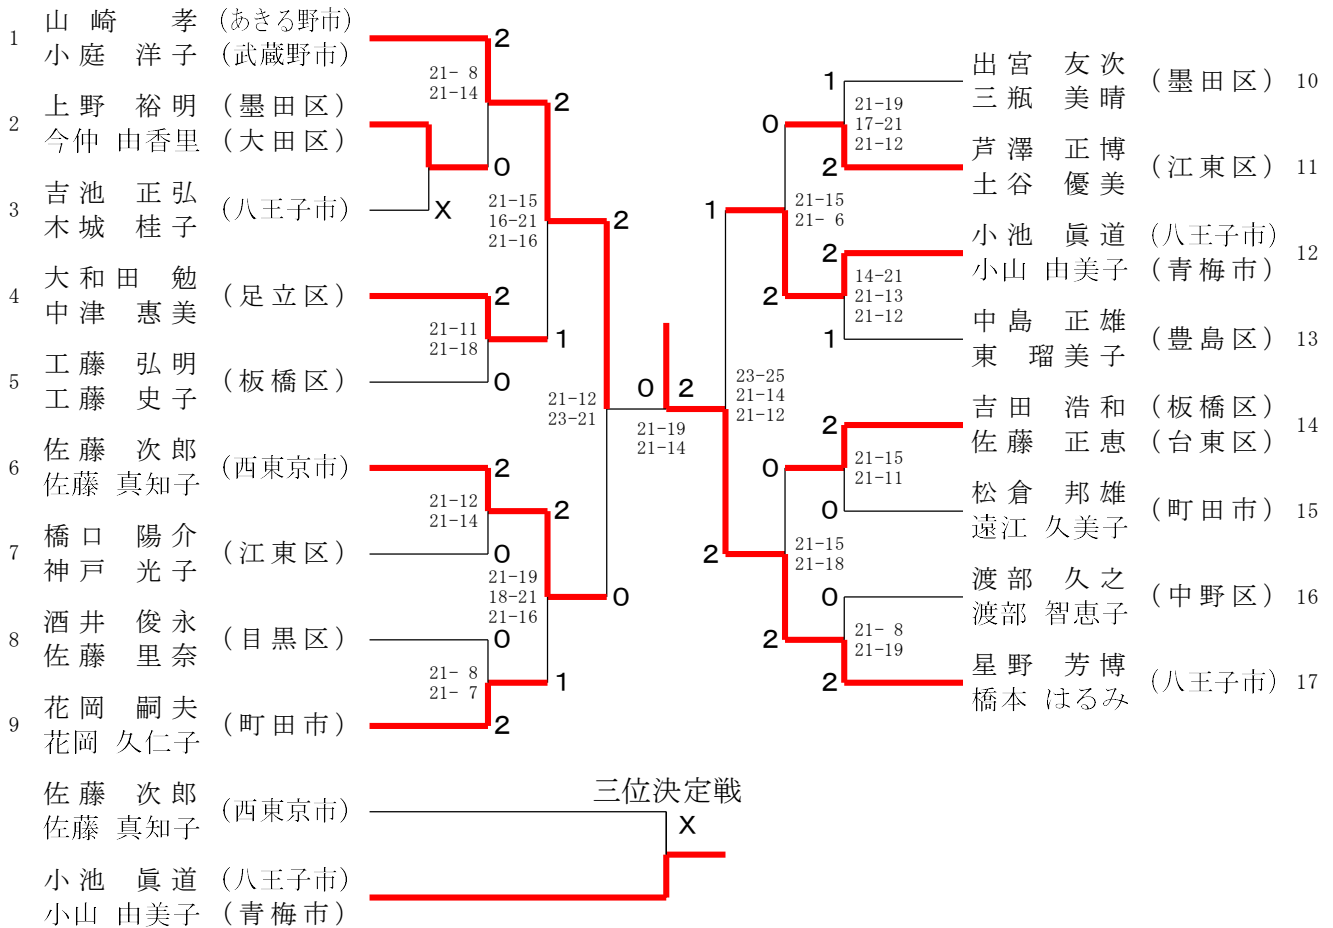 1
山崎 孝 (あきる野市)
小庭 洋子 (武蔵野市)
2
上野 裕明 (墨田区)
今仲 由香里 (大田区)
3
吉池 正弘
木城 桂子
(八王子市)
4
大和田 勉
中津 惠美
(足立区)
5
工藤 弘明
工藤 史子
(板橋区)
6
佐藤 次郎
佐藤 真知子
(西東京市)
7
橋口 陽介
神戸 光子
(江東区)
8
酒井 俊永
佐藤 里奈
(目黒区)
9
花岡 嗣夫
花岡 久仁子
(町田市)
2
21- 8
21-14
0
X
2
21-15
16-21
21-16
2
21-11
21-18
0
1
2
21-12
23-21
2
21-12
21-14
0
2
21-19
18-21
21-16
0
0
21- 8
21- 7
2
1
0
2
21-19
21-14
1
23-25
21-14
21-12
2
0
21-15
21- 6
2
1
21-19
17-21
21-12
2
2
14-21
21-13
21-12
1
0
21-15
21-18
2
2
21-15
21-11
0
0
21- 8
21-19
2
出宮 友次
三瓶 美晴
(墨田区) 10
芦澤 正博
土谷 優美
(江東区) 11
小池 眞道 (八王子市)
小山 由美子 (青梅市)
12
中島 正雄
東 瑠美子
(豊島区) 13
吉田 浩和 (板橋区)
佐藤 正恵 (台東区)
14
松倉 邦雄
遠江 久美子
(町田市) 15
渡部 久之
渡部 智恵子
(中野区) 16
星野 芳博
橋本 はるみ
(八王子市) 17
三位決定戦
佐藤 次郎
佐藤 真知子
(西東京市)
X
小池 眞道 (八王子市)
小山 由美子 (青梅市)